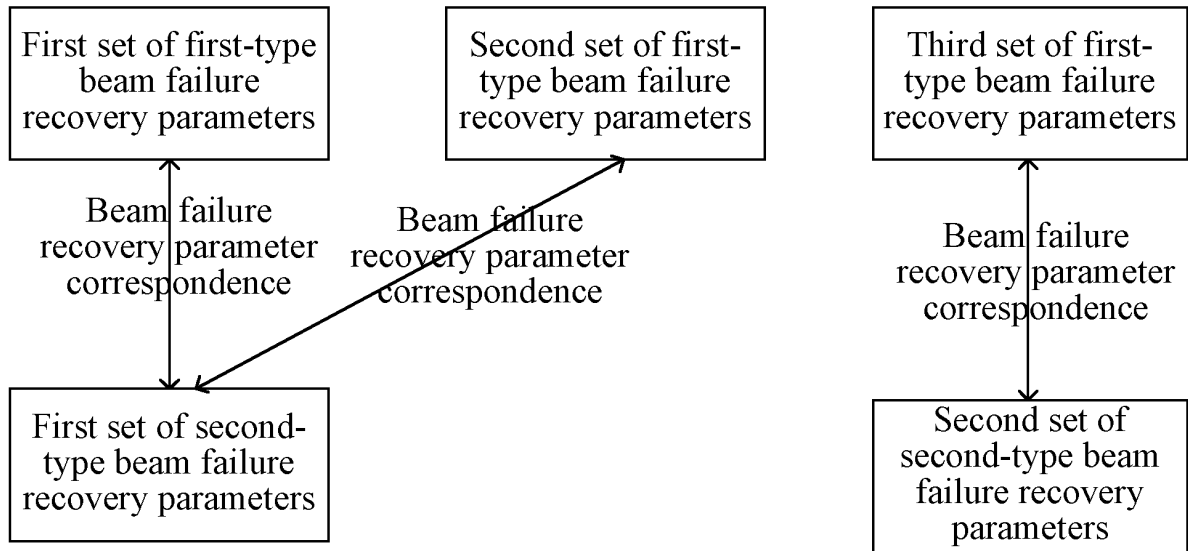 First set of first-type
beam failure
recovery parameters
Second set of first-
type beam failure
recovery parameters
Third set of first-
type beam failure
recovery parameters
Beam failure
recovery parameter
correspondence
Beam failure
recovery parameter
correspondence
Beam failure
recovery parameter
correspondence
First set of second-
type beam failure
recovery parameters
Second set of
second-type beam
failure recovery
parameters